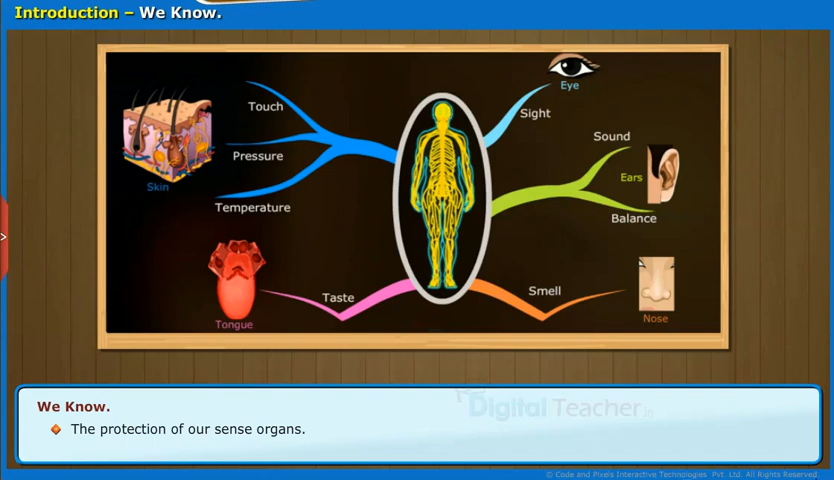 Introduction – We Know.
Eye
Touch
Sight
Sound
Pressure
Ears
Skin
Temperature
Balance
Smell
Taste
Tongue
Nose
We Know.
The protection of our sense organs.
Digital Teacher.in
© Code and Pixels Interactive Technologies Pvt. Ltd. All Rights Reserved